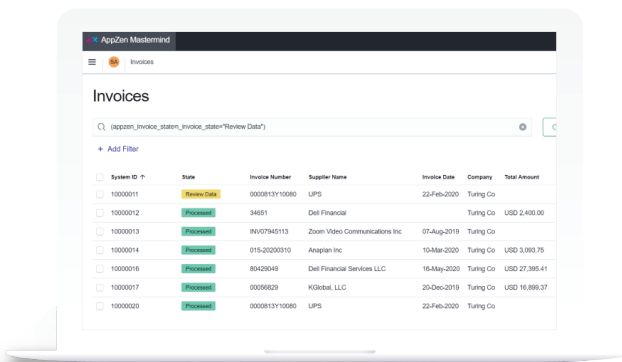 AppZen Mastermind
SA Invoices
Invoices
(appzen_invoice_state=_invoice_state="Review Data")
+ Add Filter
System ID ↑ State Invoice Number Supplier Name Invoice Date Company Total Amount
10000011 Review Data 0000813Y10080 UPS 22-Feb-2020 Turing Co
10000012 Processed 34651 Dell Financial Turing Co USD 2,400.00
10000013 Processed INV07945113 Zoom Video Communications Inc 07-Aug-2019 Turing Co
10000014 Processed 015-20200310 Anaplan Inc 10-Mar-2020 Turing Co USD 3,093.75
10000016 Processed 80429049 Dell Financial Services LLC 16-May-2020 Turing Co USD 27,395.41
10000017 Processed 00056829 KGlobal, LLC 20-Dec-2019 Turing Co USD 16,899.37
10000020 Processed 0000813Y10080 UPS 22-Feb-2020 Turing Co